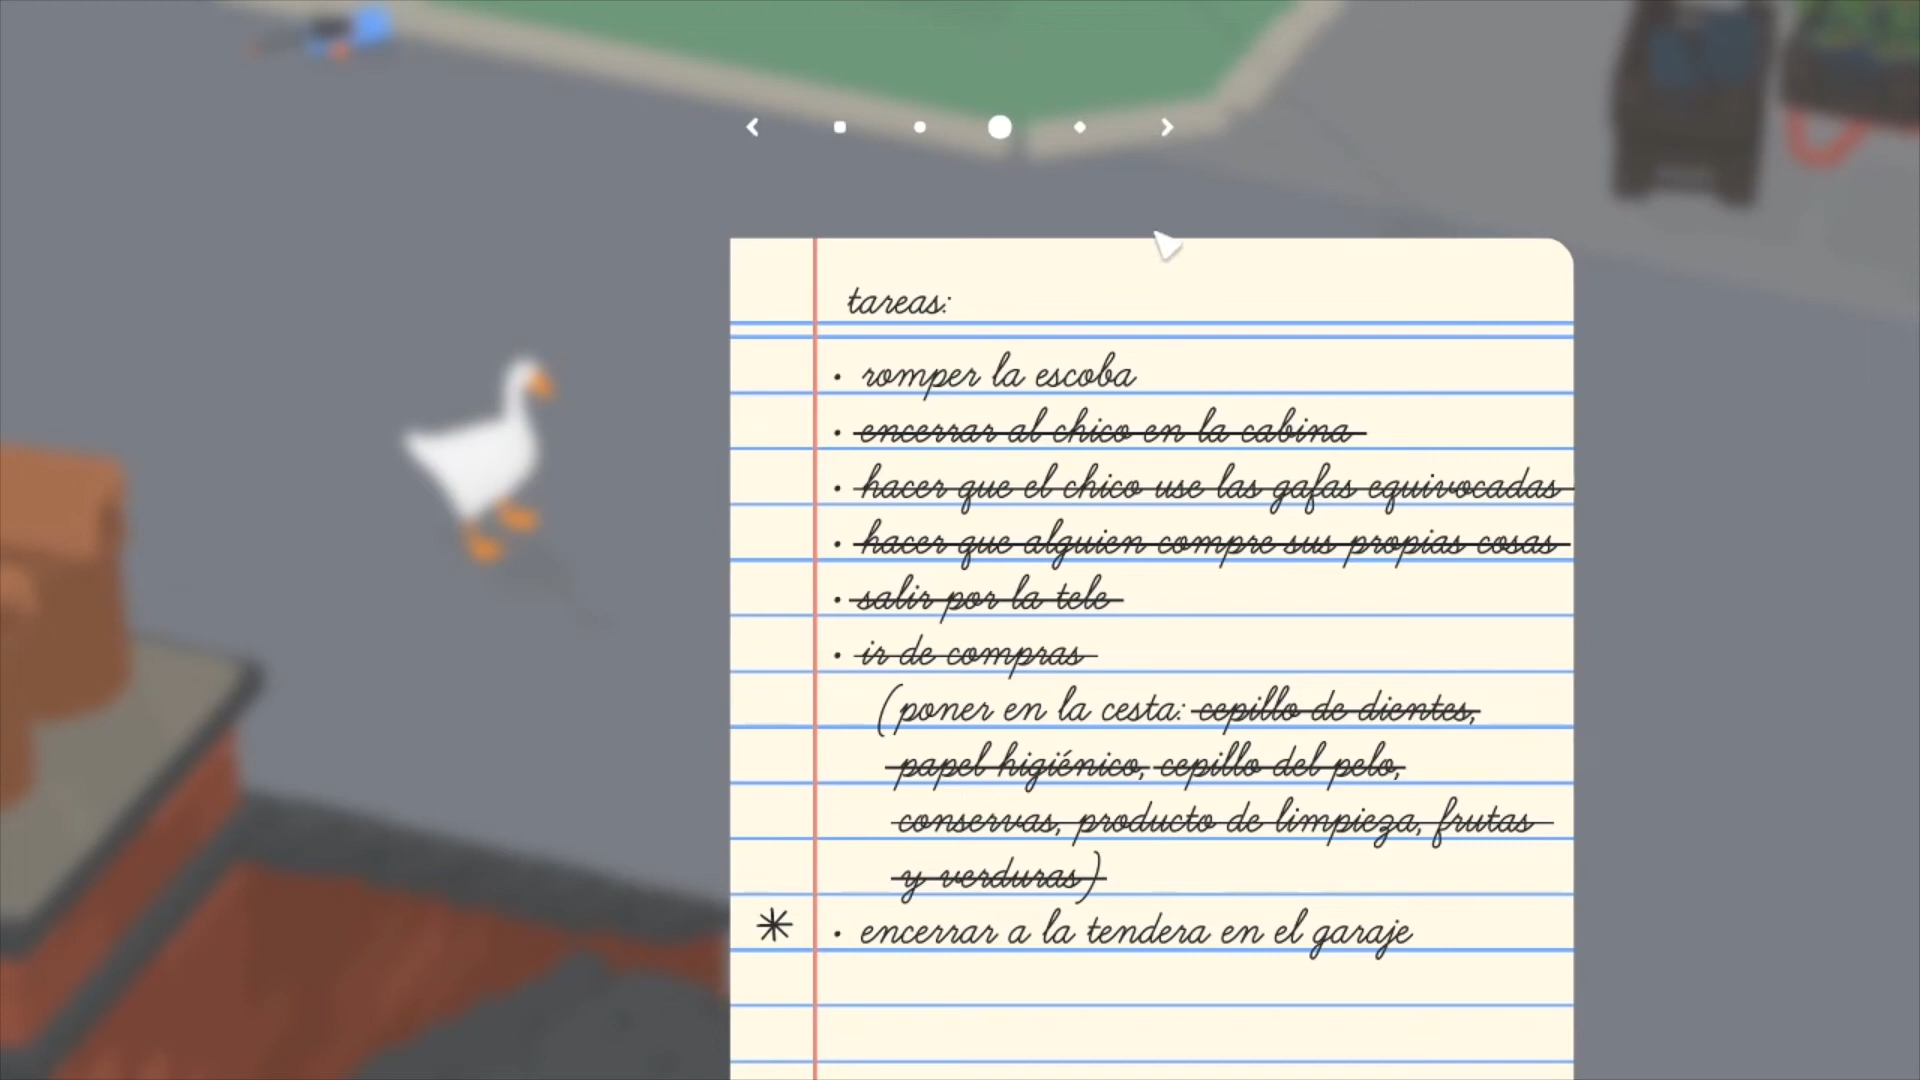 tareas:
• romper la escoba
• encerrar al chico en la cabina
• hacer que el chico use las gafas equivocadas
• hacer que alguien compre sus propias cosas
• salir por la tele
• ir de compras
(poner en la cesta: cepillo de dientes,
papel higiénico, cepillo del pelo,
conservas, producto de limpieza, frutas
y verduras)
* • encerrar a la tendera en el garaje